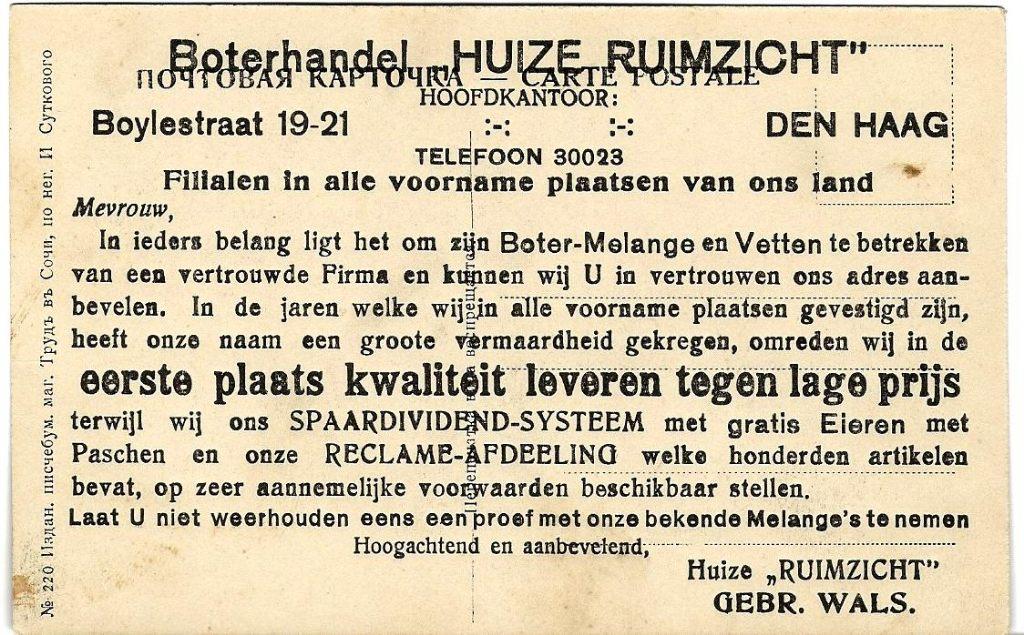 Boterhandel „HUIZE RUIMZICHT”
ПОЧТОВАЯ КАРТОЧКА — CARTE POSTALE
HOOFDKANTOOR:
Boylestraat 19-21 :-: :-: DEN HAAG
TELEFOON 30023
Filialen in alle voorname plaatsen van ons land
Mevrouw,
In ieders belang ligt het om zijn Boter-Melange en Vetten te betrekken
van een vertrouwde Firma en kunnen wij U in vertrouwen ons adres aan-
bevelen. In de jaren welke wij in alle voorname plaatsen gevestigd zijn,
heeft onze naam een groote vermaardheid gekregen, omreden wij in de
eerste plaats kwaliteit leveren tegen lage prijs
terwijl wij ons SPAARDIVIDEND-SYSTEEM met gratis Eieren met
Paschen en onze RECLAME-AFDEELING welke honderden artikelen
bevat, op zeer aannemelijke voorwaarden beschikbaar stellen.
Laat U niet weerhouden eens een proef met onze bekende Melange's te nemen
Hoogachtend en aanbevelend,
Huize „RUIMZICHT”
GEBR. WALS.
№ 220 Издан. писчебум. маг. Трудъ въ Сочи, по нег. И Суткового